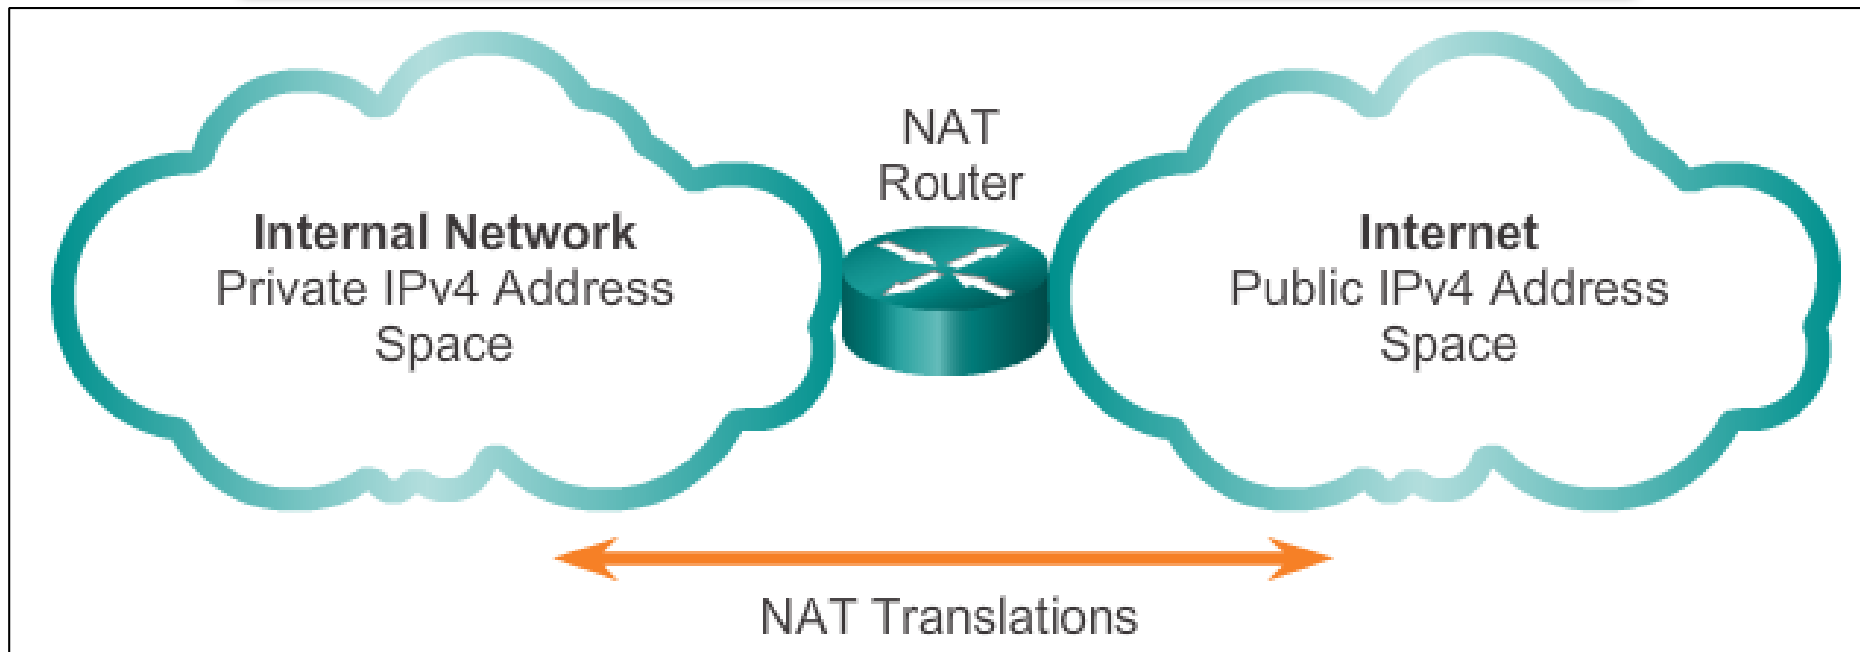 NAT
Router
Internal Network
Private IPv4 Address
Space
Internet
Public IPv4 Address
Space
NAT Translations